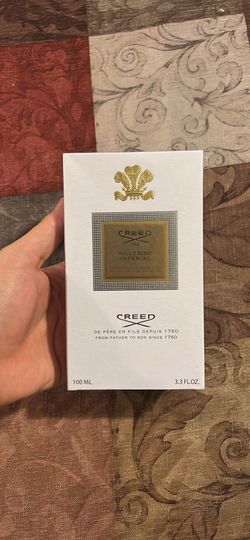 CREED
MILLESIME
IMPERIAL
CREED
DE PÈRE EN FILS DEPUIS 1760
FROM FATHER TO SON SINCE 1760
100 ML 3.3 FL.OZ.